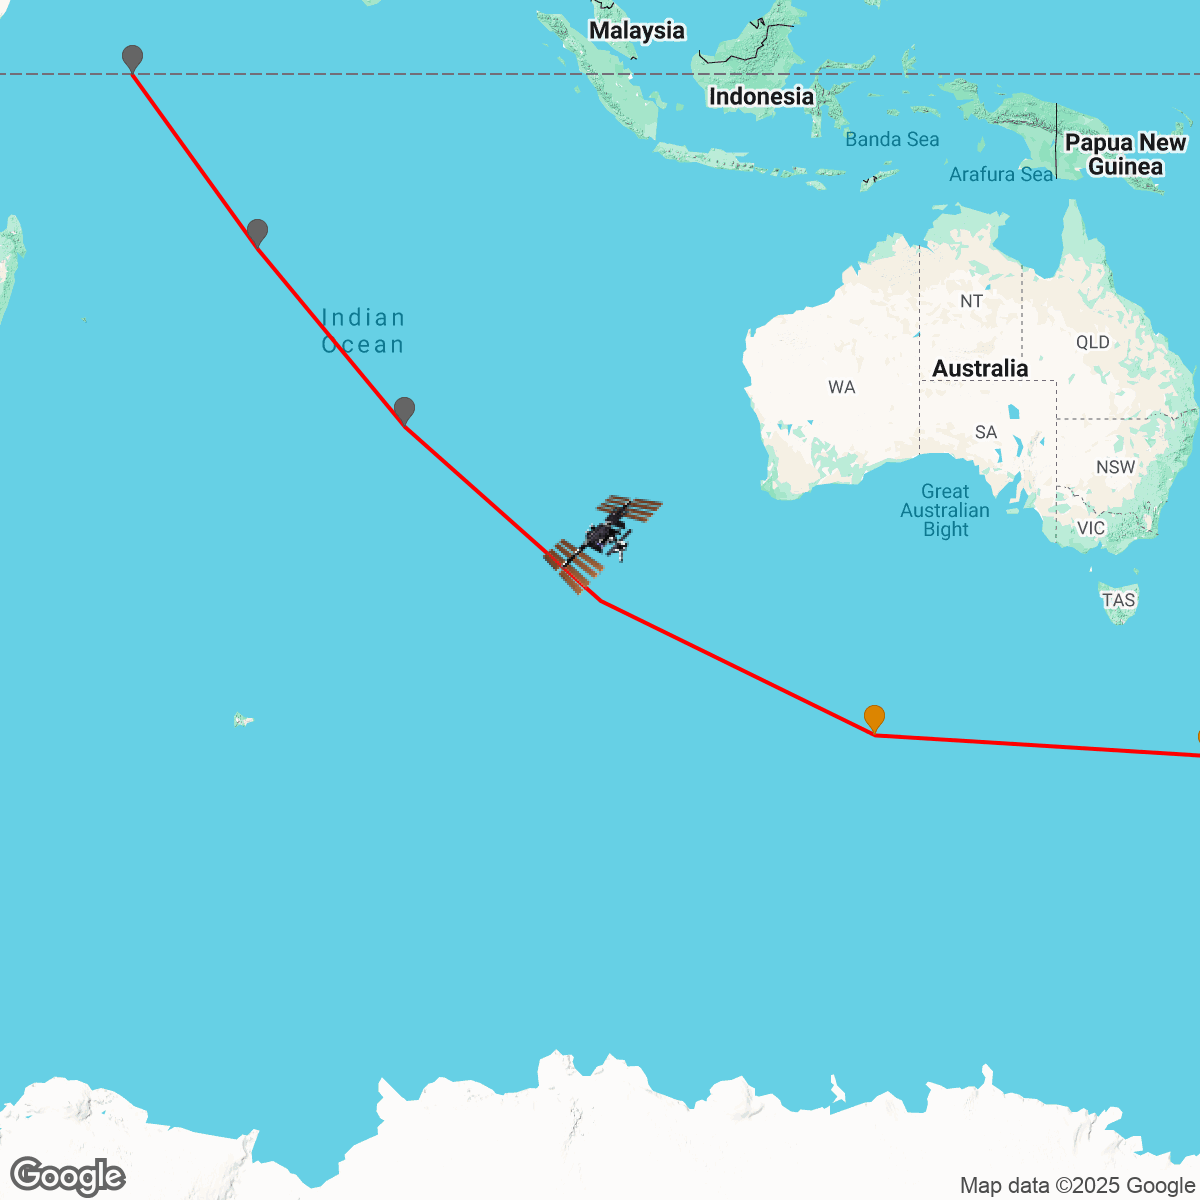 Malaysia
Indonesia
Banda Sea
Papua New
Guinea
Arafura Sea
Indian
Ocean
NT
QLD
Australia
WA
SA
NSW
Great
Australian
Bight
VIC
TAS
Google
Map data ©2025 Google